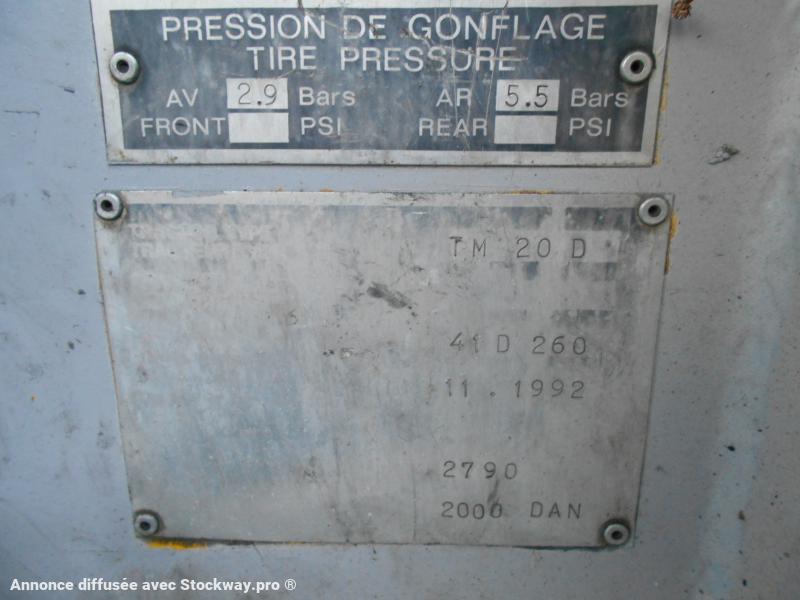 PRESSION DE GONFLAGE
TIRE PRESSURE
AV 2.9 Bars AR 5.5 Bars
FRONT PSI REAR PSI
TM 20 D
41 D 260
11 . 1992
2790
2000 DAN
Annonce diffusée avec Stockway.pro ®